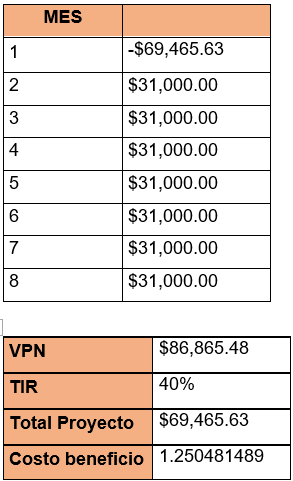 MES
1 -$69,465.63
2 $31,000.00
3 $31,000.00
4 $31,000.00
5 $31,000.00
6 $31,000.00
7 $31,000.00
8 $31,000.00
VPN $86,865.48
TIR 40%
Total Proyecto $69,465.63
Costo beneficio 1.250481489